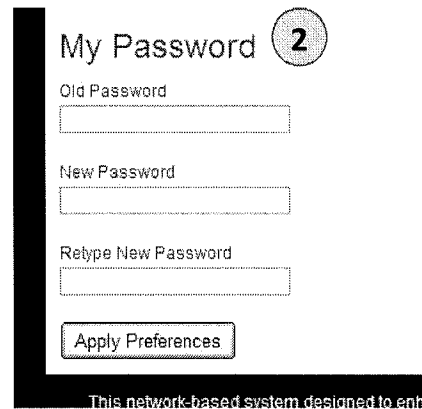 My Password 2
Old Password
New Password
Retype New Password
Apply Preferences
This network-based system designed to enh